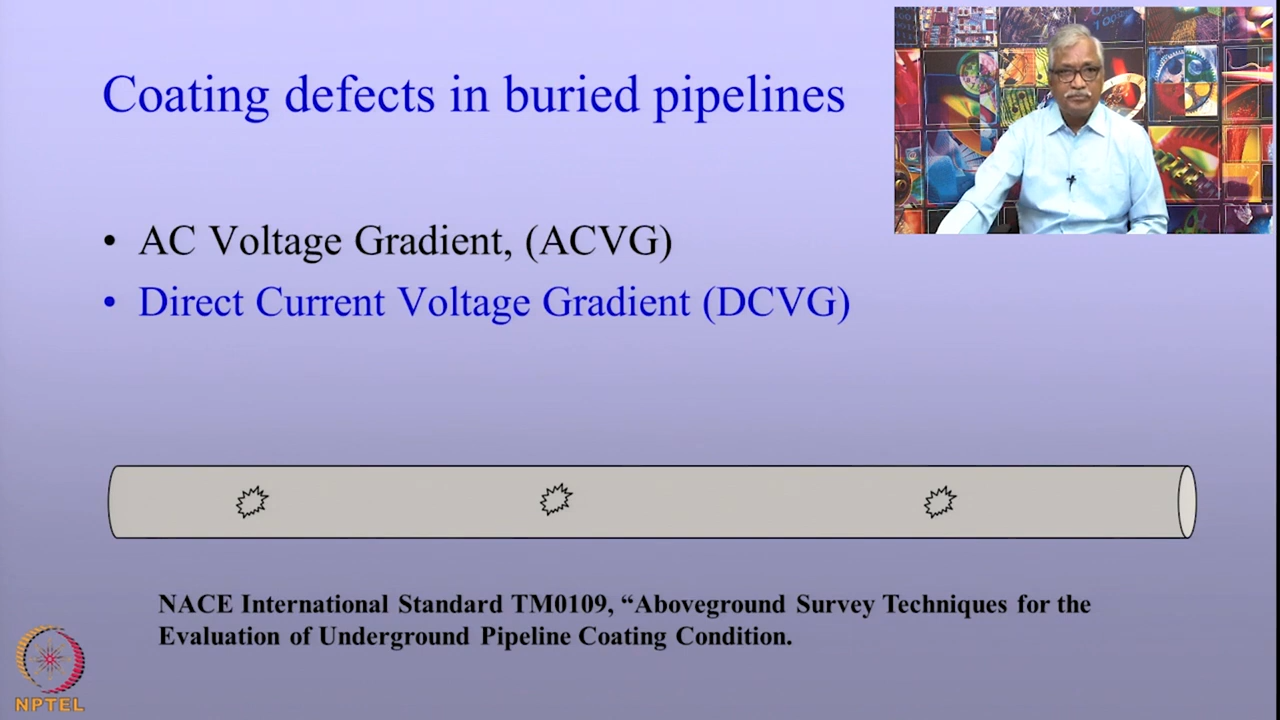 Coating defects in buried pipelines
• AC Voltage Gradient, (ACVG)
• Direct Current Voltage Gradient (DCVG)
NACE International Standard TM0109, “Aboveground Survey Techniques for the
Evaluation of Underground Pipeline Coating Condition.
NPTEL